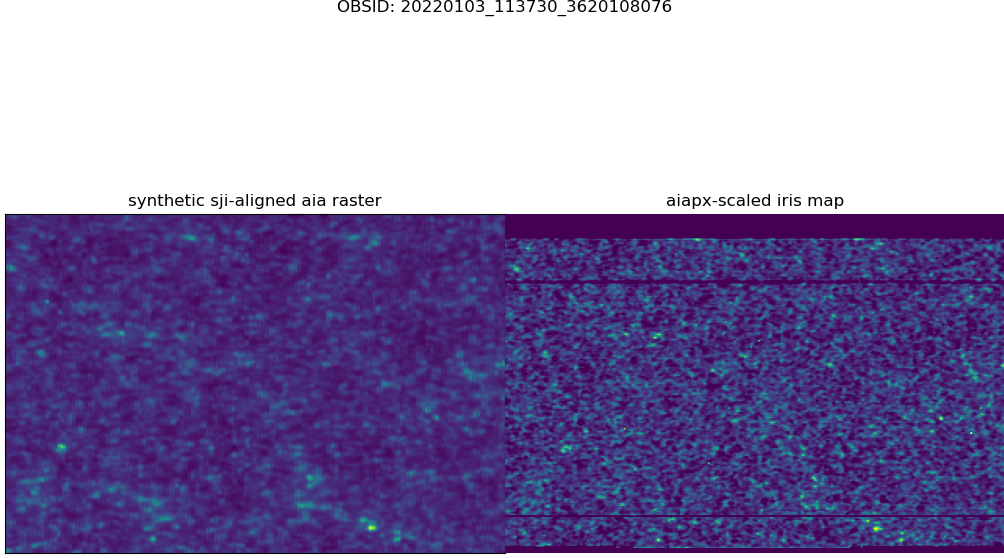 OBSID: 20220103_113730_3620108076
synthetic sji-aligned aia raster
aiapx-scaled iris map